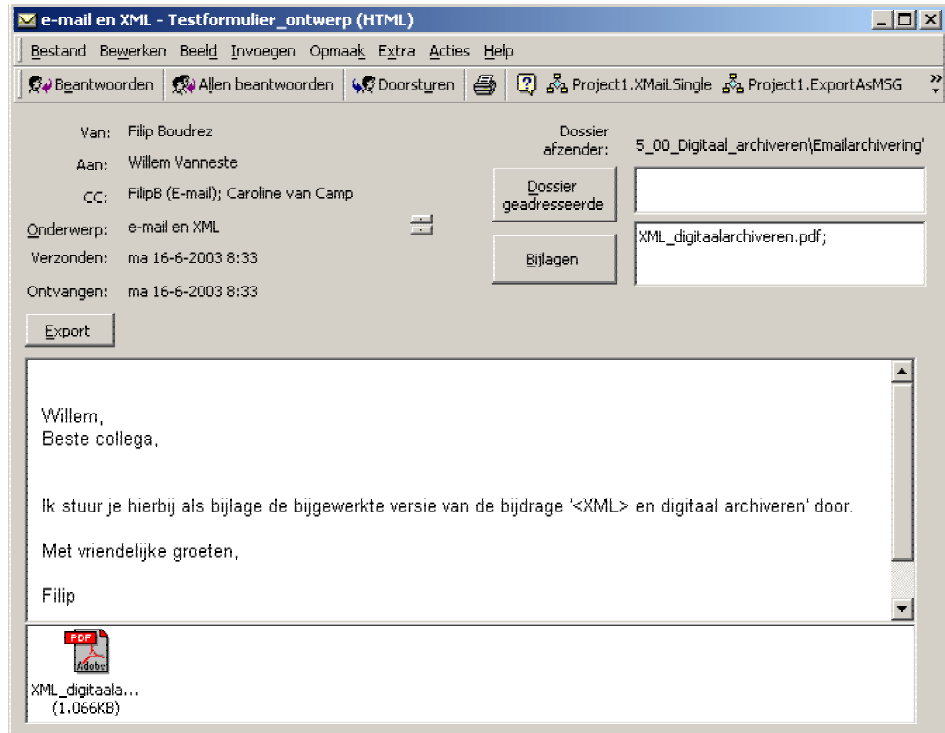 e-mail en XML - Testformulier_ontwerp (HTML)
Bestand Bewerken Beeld Invoegen Opmaak Extra Acties Help
Beantwoorden Allen beantwoorden Doorsturen Project1.XMailSingle Project1.ExportAsMSG
Van: Filip Boudrez
Aan: Willem Vanneste
CC: FilipB (E-mail); Caroline van Camp
Onderwerp: e-mail en XML
Verzonden: ma 16-6-2003 8:33
Ontvangen: ma 16-6-2003 8:33
Export
Dossier
afzender: 5_00_Digitaal_archiveren\Emailarchivering'
Dossier
geadresseerde
Bijlagen XML_digitaalarchiveren.pdf;
Willem,
Beste collega,
Ik stuur je hierbij als bijlage de bijgewerkte versie van de bijdrage '<XML> en digitaal archiveren' door.
Met vriendelijke groeten,
Filip
PDF
Adobe
XML_digitaala...
(1.066KB)